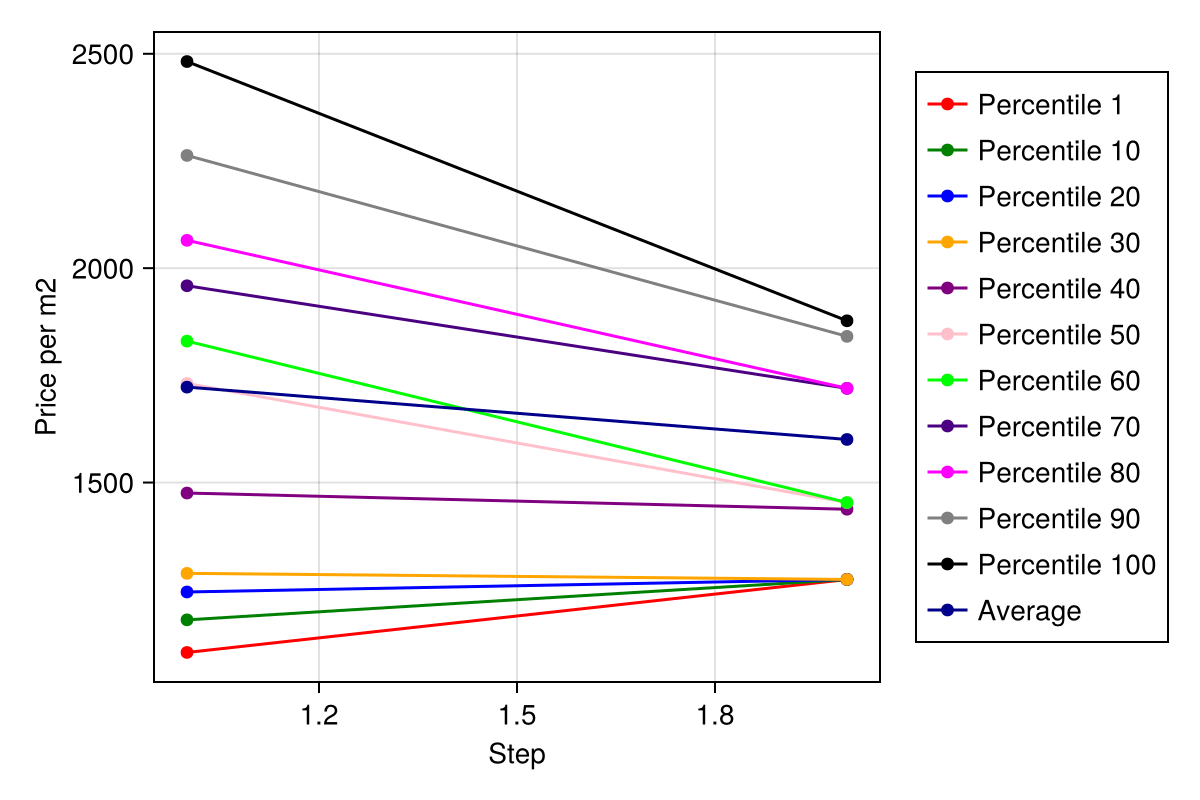 2500
2000
1500
Price per m2
1.2
1.5
1.8
Step
Percentile 1
Percentile 10
Percentile 20
Percentile 30
Percentile 40
Percentile 50
Percentile 60
Percentile 70
Percentile 80
Percentile 90
Percentile 100
Average